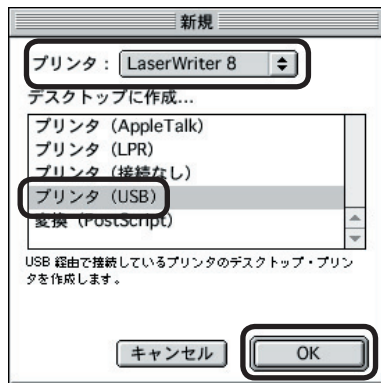 新規
プリンタ： LaserWriter 8
デスクトップに作成...
プリンタ（AppleTalk）
プリンタ（LPR）
プリンタ（接続なし）
プリンタ（USB）
変換（PostScript）
USB 経由で接続しているプリンタのデスクトップ・プリン
タを作成します。
キャンセル OK